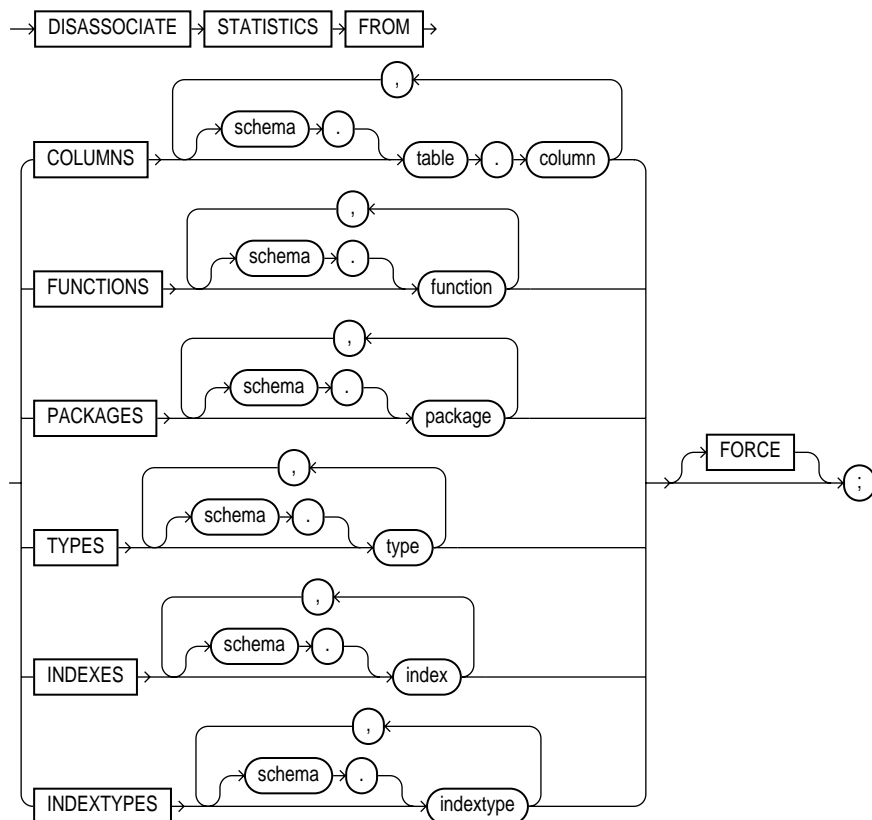 DISASSOCIATE STATISTICS FROM
,
schema .
COLUMNS table . column
,
schema .
FUNCTIONS function
,
schema .
PACKAGES package
FORCE
,
;
schema .
TYPES type
,
schema .
INDEXES index
,
schema .
INDEXTYPES indextype